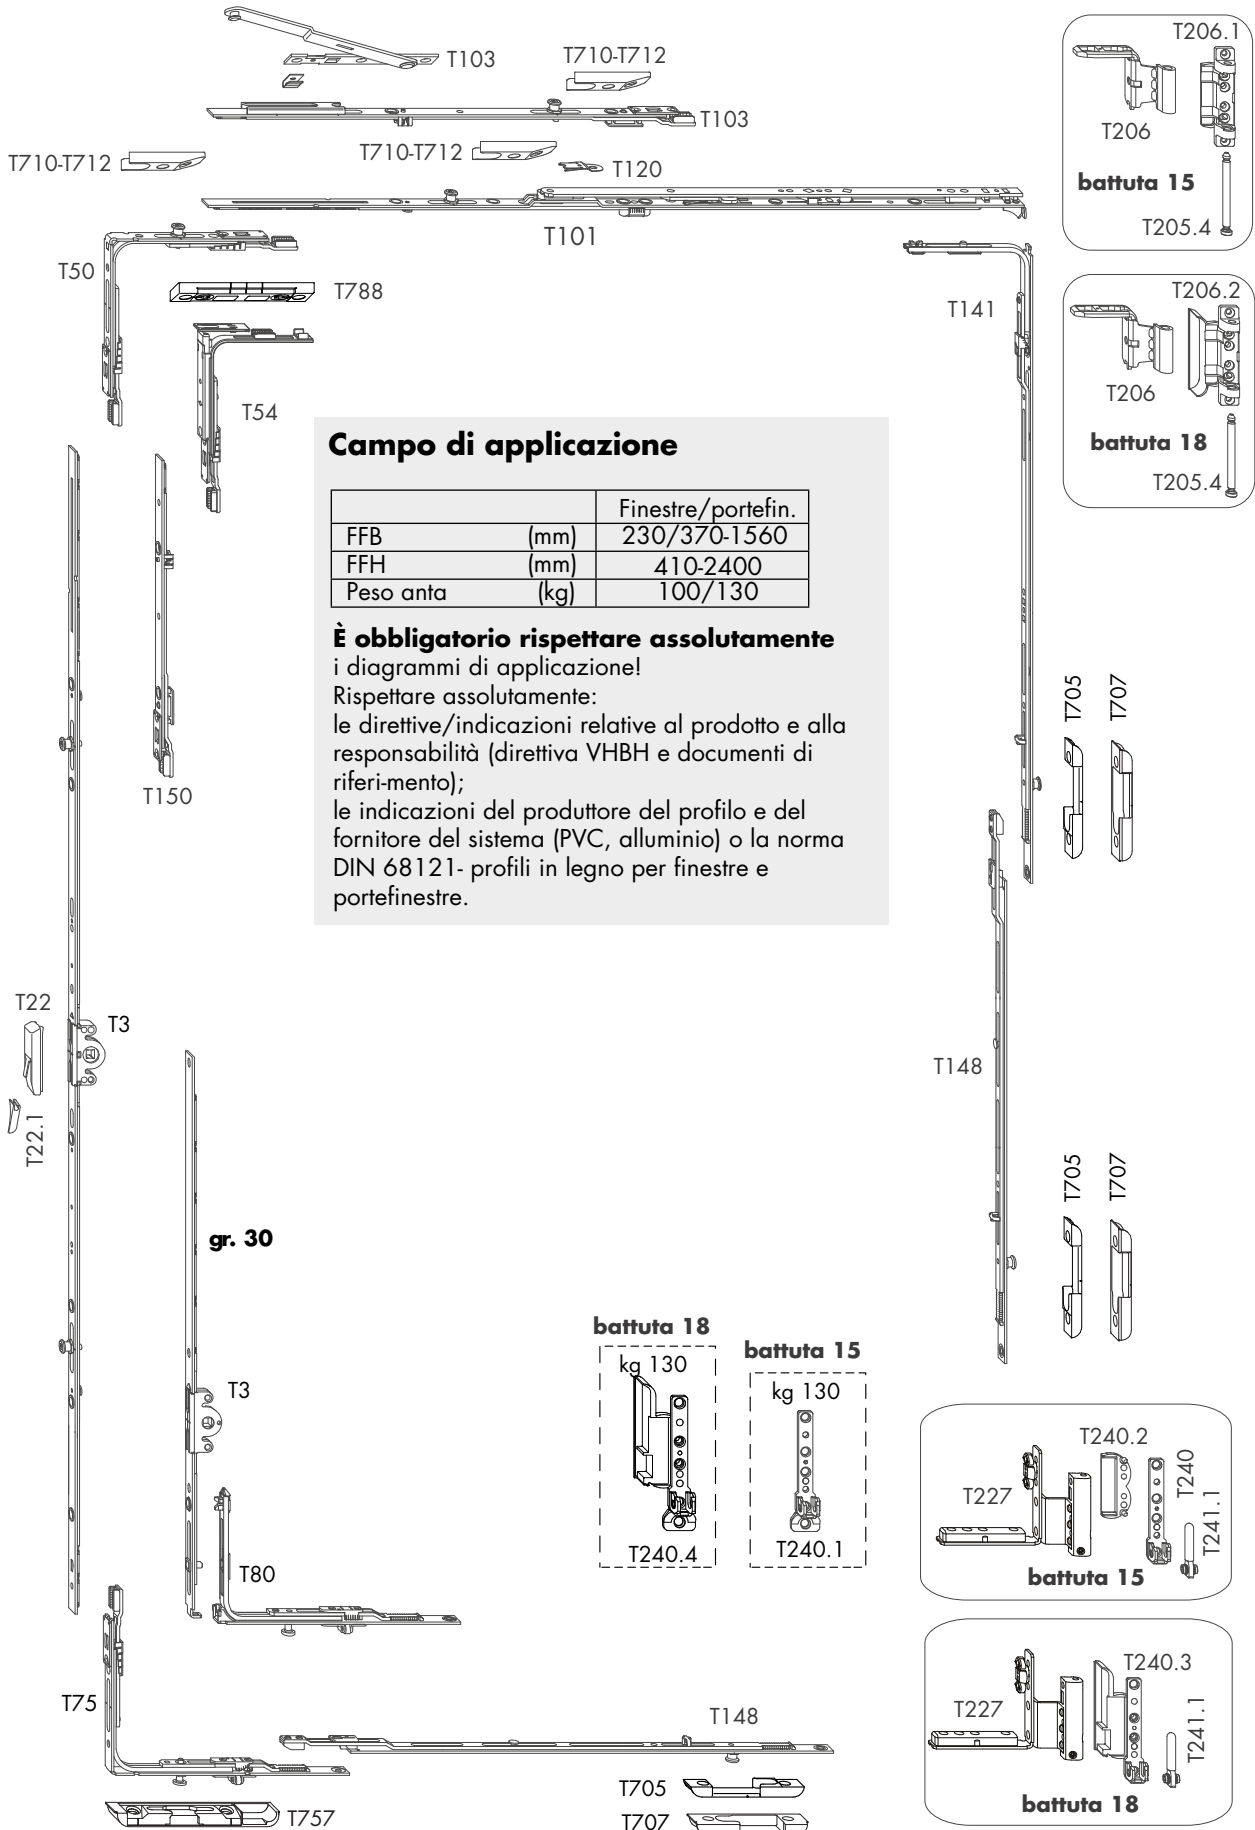 T103
T710-T712
T103
T710-T712
T710-T712
T120
T101
T206.1
T206
battuta 15
T205.4
T50
T788
T141
T206.2
T206
battuta 18
T205.4
T54
Campo di applicazione
Finestre/portefin.
FFB (mm) 230/370-1560
FFH (mm) 410-2400
Peso anta (kg) 100/130
È obbligatorio rispettare assolutamente
i diagrammi di applicazione!
Rispettare assolutamente:
le direttive/indicazioni relative al prodotto e alla
responsabilità (direttiva VHBH e documenti di
riferi-mento);
le indicazioni del produttore del profilo e del
fornitore del sistema (PVC, alluminio) o la norma
DIN 68121- profili in legno per finestre e
portefinestre.
T150
T705
T707
T22
T3
T22.1
T148
T705
T707
gr. 30
T3
battuta 18
kg 130
T240.4
battuta 15
kg 130
T240.1
T240.2
T227
T240
T241.1
battuta 15
T80
T75
T148
T240.3
T227
T241.1
battuta 18
T705
T757
T707